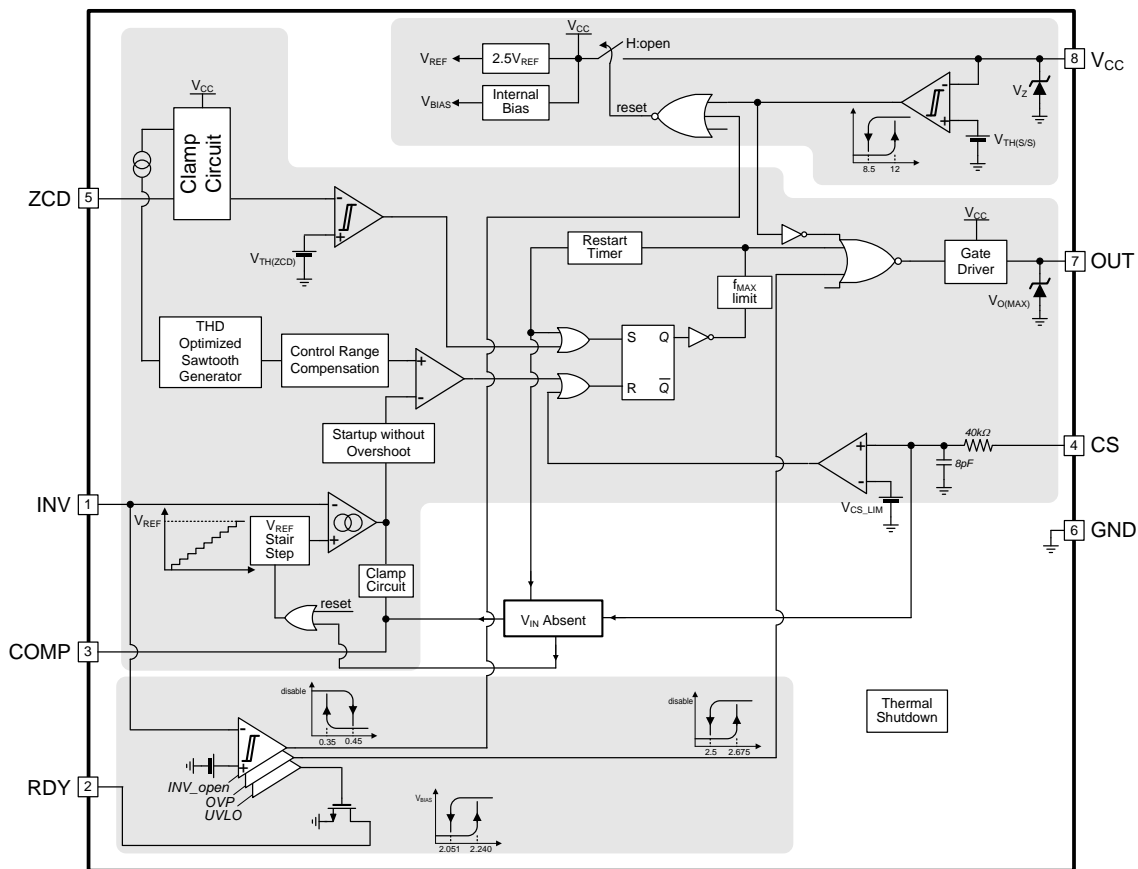 VCC
H:open
VREF
2.5VREF
VBIAS
Internal
Bias
reset
8
VCC
VZ
VTH(S/S)
8.5 12
VCC
Clamp
Circuit
ZCD
5
VTH(ZCD)
Restart
Timer
VCC
Gate
Driver
7
OUT
VO(MAX)
fMAX
limit
THD
Optimized
Sawtooth
Generator
Control Range
Compensation
S Q
R Q
Startup without
Overshoot
40kΩ
8pF
4
CS
VCS_LIM
INV
1
VREF
VREF
Stair
Step
6
GND
Clamp
Circuit
reset
VIN Absent
COMP
3
disable
0.35 0.45
disable
2.5 2.675
Thermal
Shutdown
INV_open
OVP
UVLO
RDY
2
VBIAS
2.051 2.240